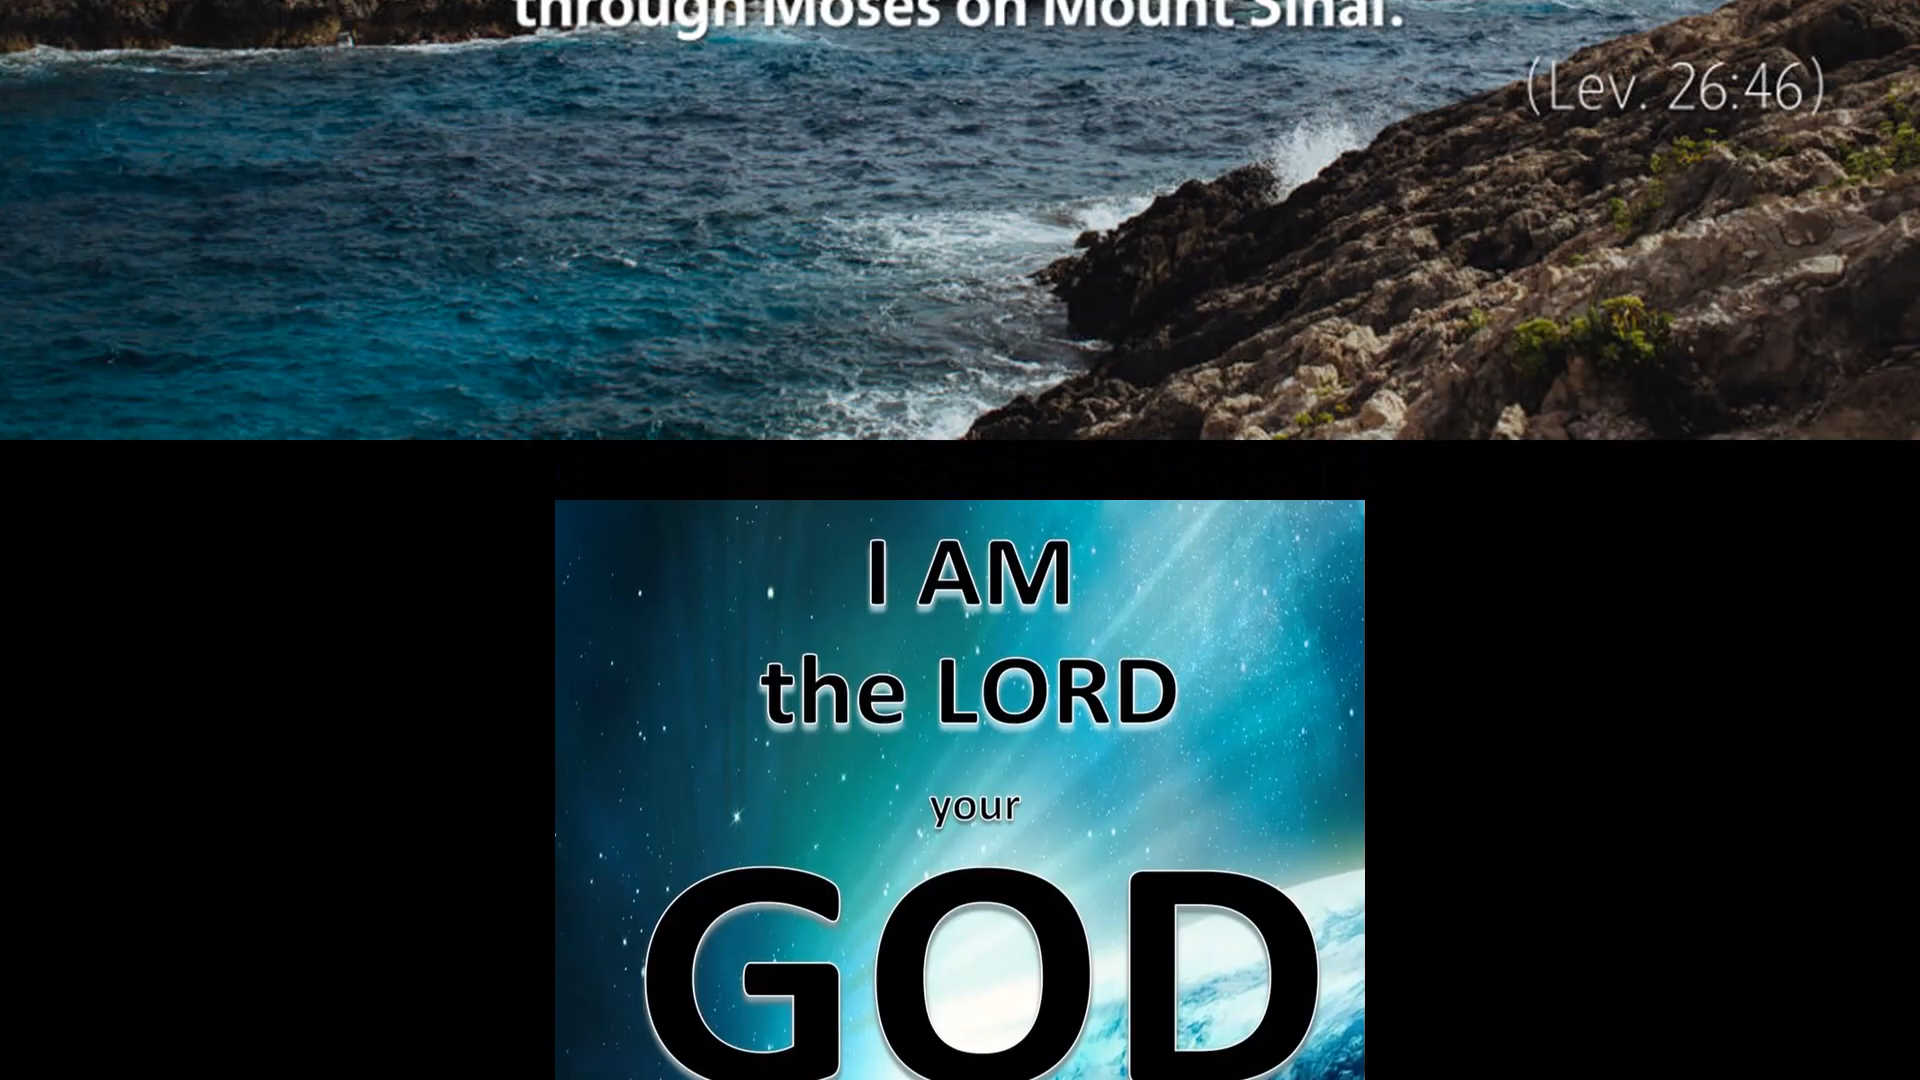 through Moses on Mount Sinai.
(Lev. 26:46)
I AM
the LORD
your
GOD